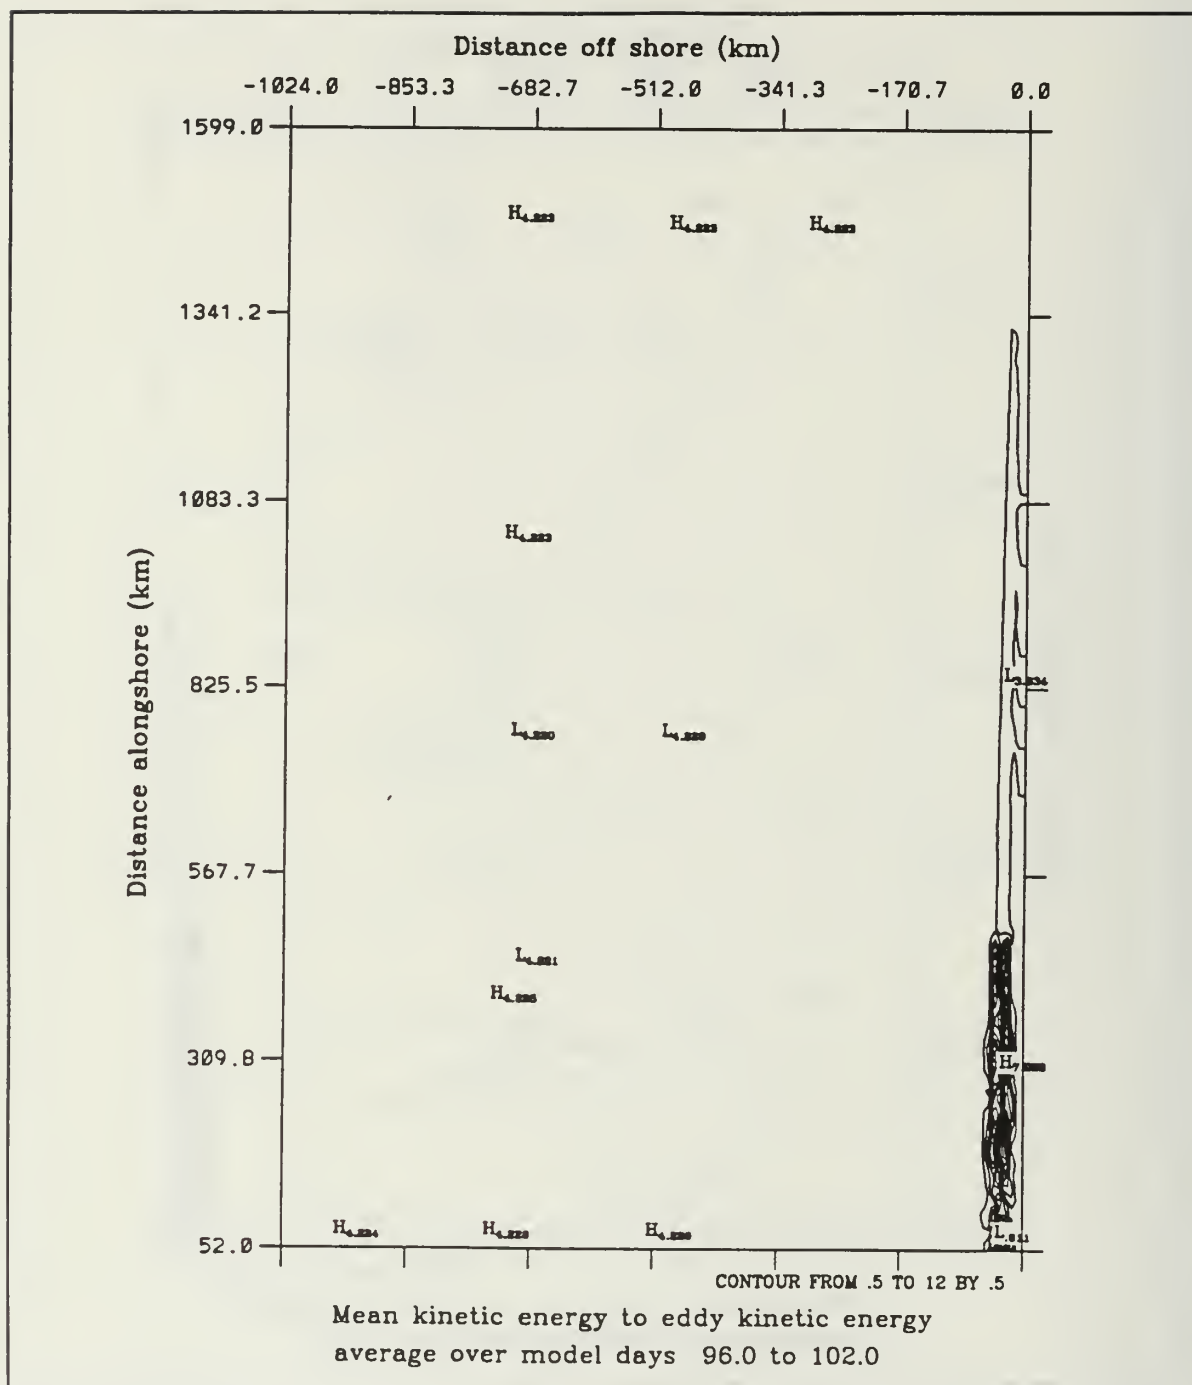 Distance off shore (km)
-1024.0 -853.3 -682.7 -512.0 -341.3 -170.7 0.0
1599.0
H H H
1341.2
1083.3
H
Distance alongshore (km)
825.5
L
L L
567.7
L
H
309.8
H
H H H
L
52.0
CONTOUR FROM .5 TO 12 BY .5
Mean kinetic energy to eddy kinetic energy
average over model days 96.0 to 102.0